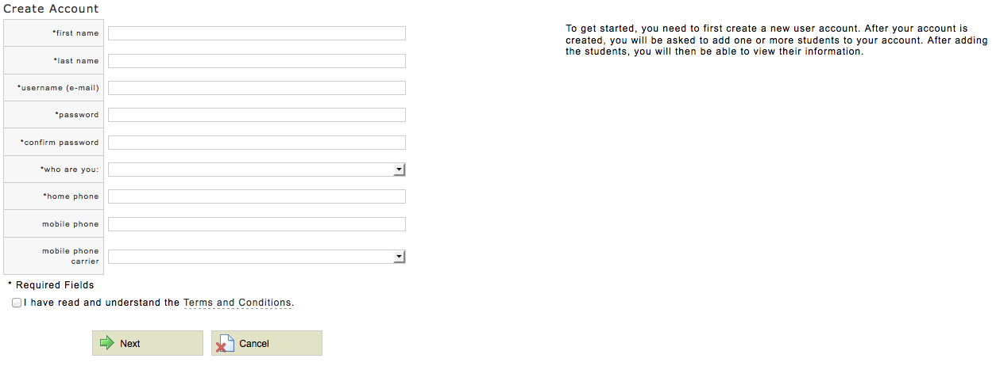 Create Account
*first name
*last name
*username (e-mail)
*password
*confirm password
*who are you:
*home phone
mobile phone
mobile phone
carrier
* Required Fields
I have read and understand the Terms and Conditions.
Next
Cancel
To get started, you need to first create a new user account. After your account is
created, you will be asked to add one or more students to your account. After adding
the students, you will then be able to view their information.